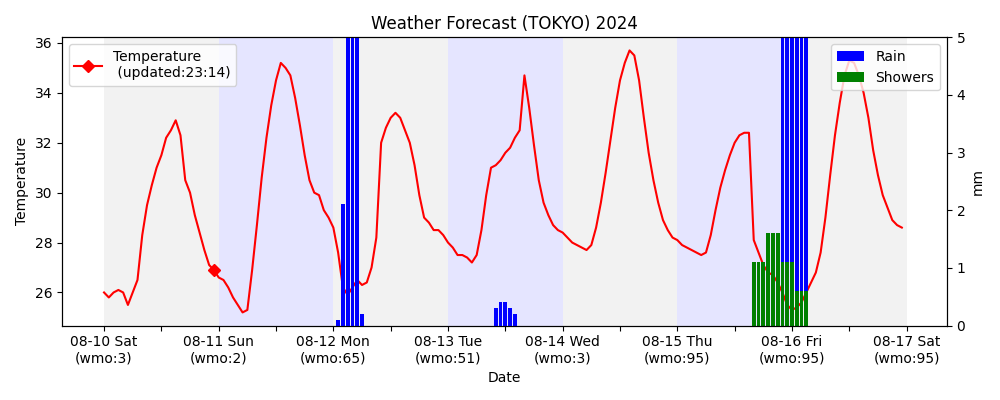 Weather Forecast (TOKYO) 2024
Temperature
(updated:23:14)
Rain
Showers
36
34
32
30
28
26
Temperature
5
4
3
2
1
0
mm
08-10 Sat
(wmo:3)
08-11 Sun
(wmo:2)
08-12 Mon
(wmo:65)
08-13 Tue
(wmo:51)
08-14 Wed
(wmo:3)
08-15 Thu
(wmo:95)
08-16 Fri
(wmo:95)
08-17 Sat
(wmo:95)
Date